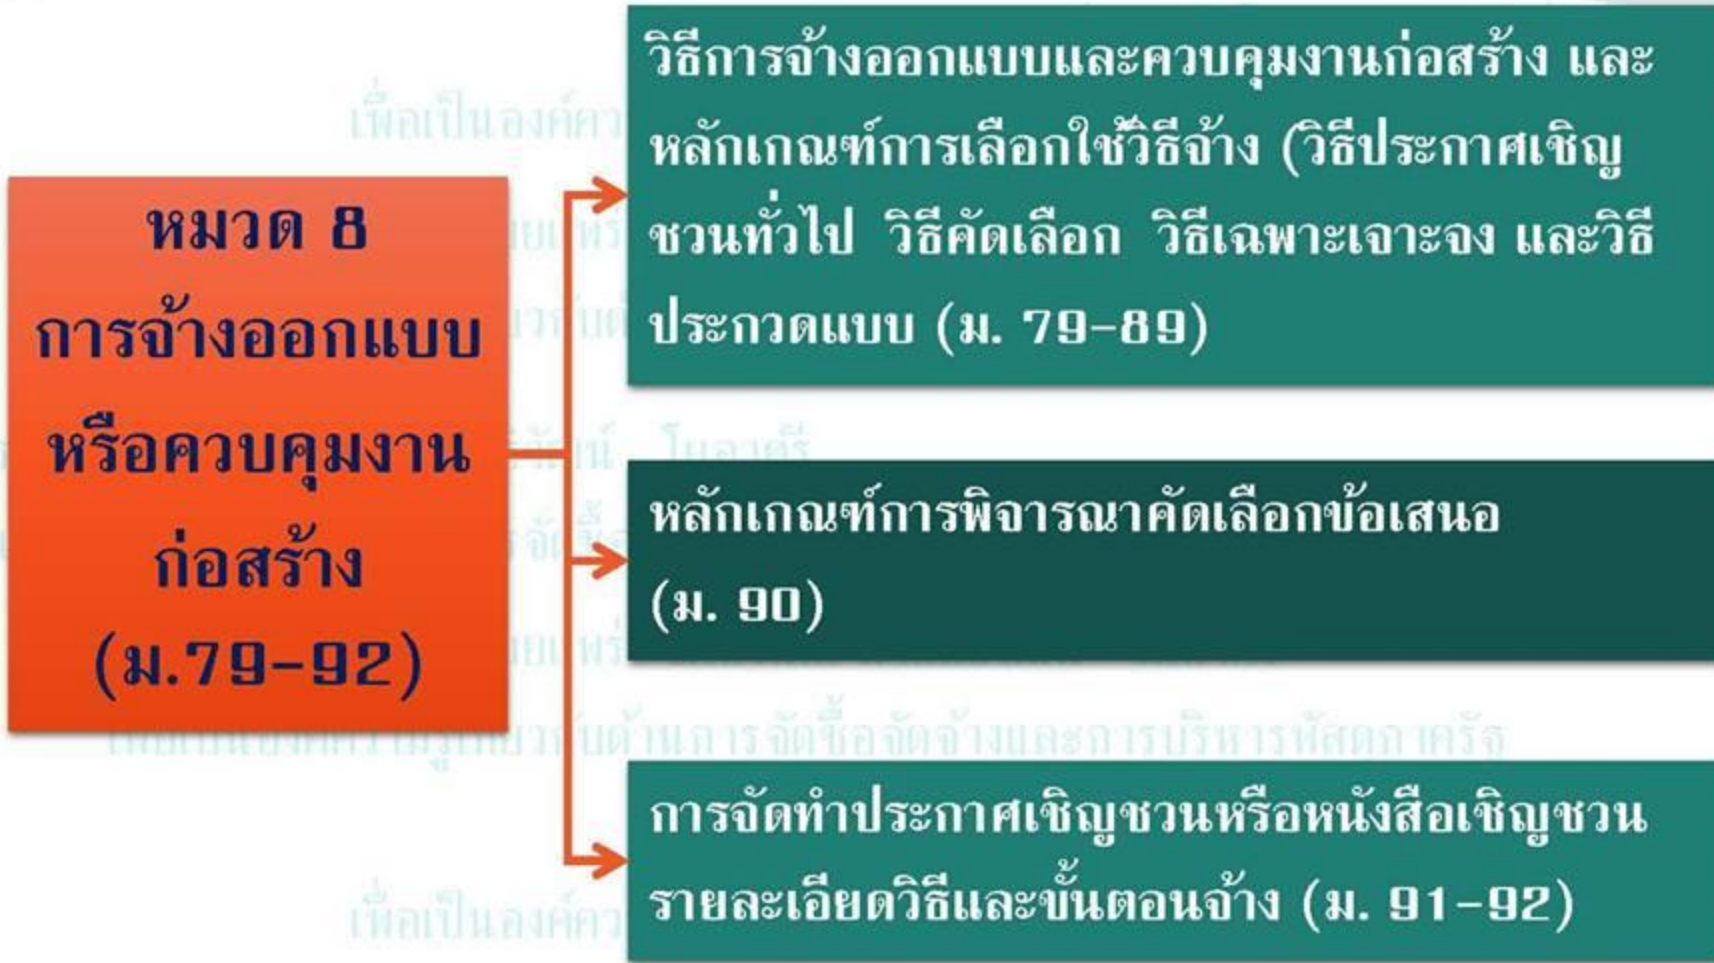 หมวด 8
การจ้างออกแบบ
หรือควบคุมงาน
ก่อสร้าง
(ม.79-92)
วิธีการจ้างออกแบบและควบคุมงานก่อสร้าง และ
หลักเกณฑ์การเลือกใช้วิธีจ้าง (วิธีประกาศเชิญ
ชวนทั่วไป วิธีคัดเลือก วิธีเฉพาะเจาะจง และวิธี
ประกวดแบบ (ม. 79-89)
หลักเกณฑ์การพิจารณาคัดเลือกข้อเสนอ
(ม. 90)
การจัดทำประกาศเชิญชวนหรือหนังสือเชิญชวน
รายละเอียดวิธีและขั้นตอนจ้าง (ม. 91-92)